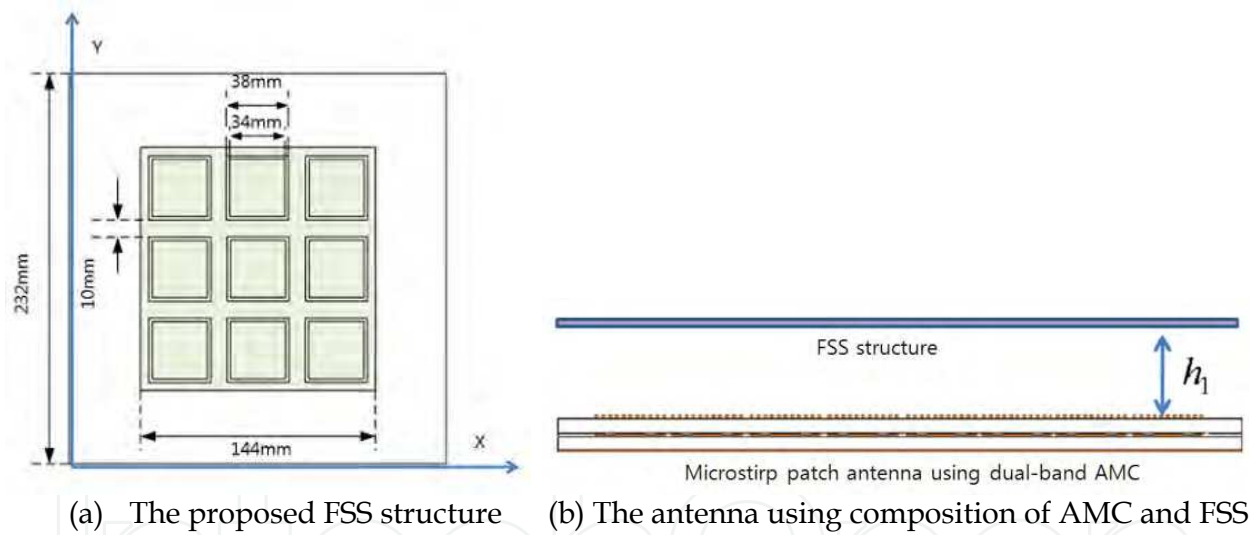 Y
38mm
34mm
10mm
232mm
144mm
X
FSS structure
h1
Microstirp patch antenna using dual-band AMC
(a) The proposed FSS structure
(b) The antenna using composition of AMC and FSS